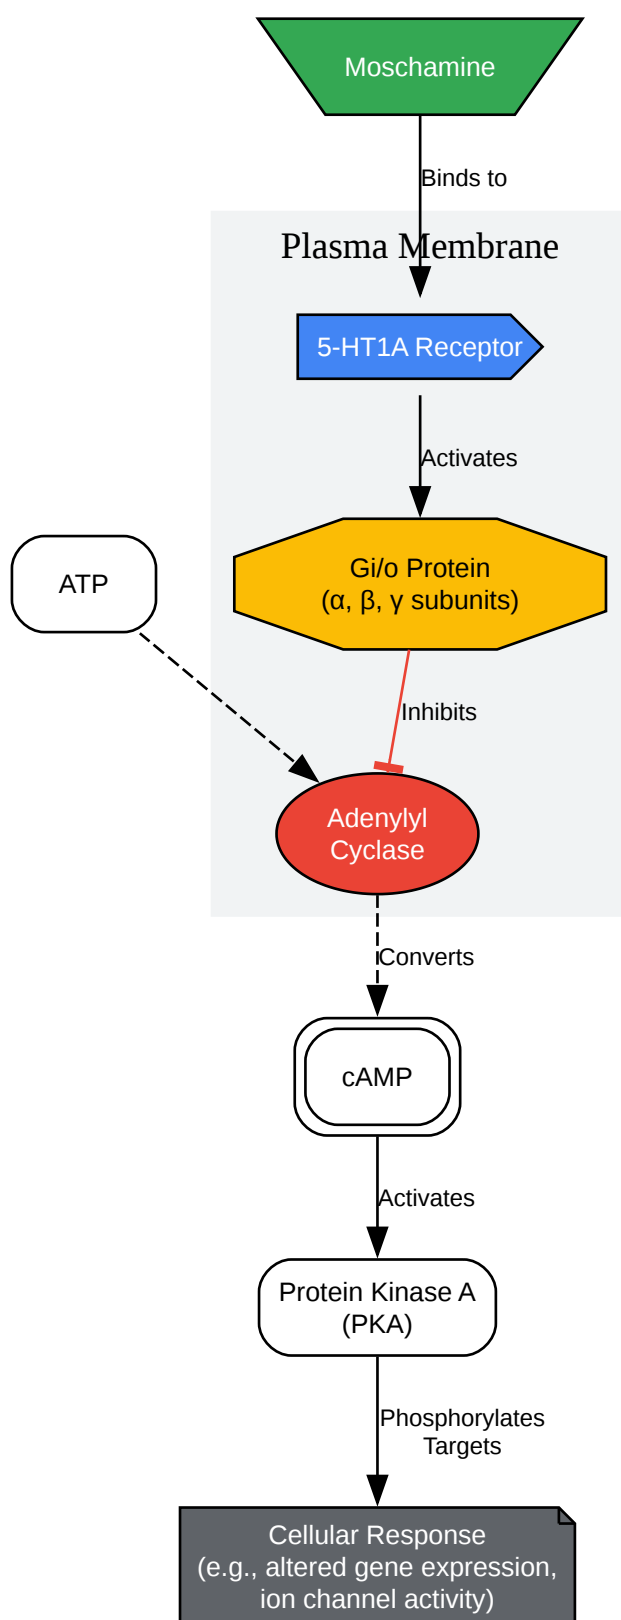 Moschamine
Binds to
Plasma Membrane
5-HT1A Receptor
Activates
Gi/o Protein
(α, β, γ subunits)
ATP
Inhibits
Adenylyl
Cyclase
Converts
cAMP
Activates
Protein Kinase A
(PKA)
Phosphorylates
Targets
Cellular Response
(e.g., altered gene expression,
ion channel activity)